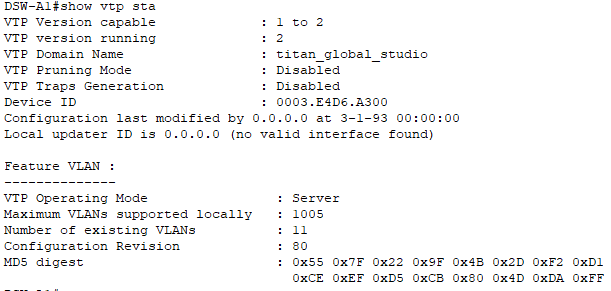 DSW-A1#show vtp sta
VTP Version capable : 1 to 2
VTP version running : 2
VTP Domain Name : titan_global_studio
VTP Pruning Mode : Disabled
VTP Traps Generation : Disabled
Device ID : 0003.E4D6.A300
Configuration last modified by 0.0.0.0 at 3-1-93 00:00:00
Local updater ID is 0.0.0.0 (no valid interface found)
Feature VLAN :
--------------
VTP Operating Mode : Server
Maximum VLANs supported locally : 1005
Number of existing VLANs : 11
Configuration Revision : 80
MD5 digest : 0x55 0x7F 0x22 0x9F 0x4B 0x2D 0xF2 0xD1
0xCE 0xEF 0xD5 0xCB 0x80 0x4D 0xDA 0xFF